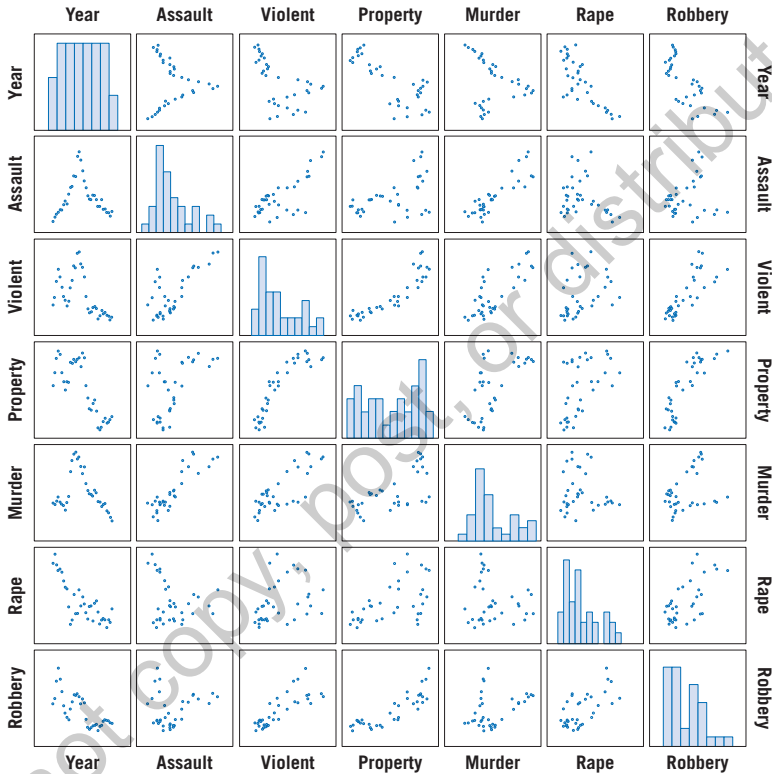 Year Assault Violent Property Murder Rape Robbery
Year Year
Assault Assault
Violent Violent
Property Property
Murder Murder
Rape Rape
Robbery Robbery
Year Assault Violent Property Murder Rape Robbery
not copy, post, or distribut